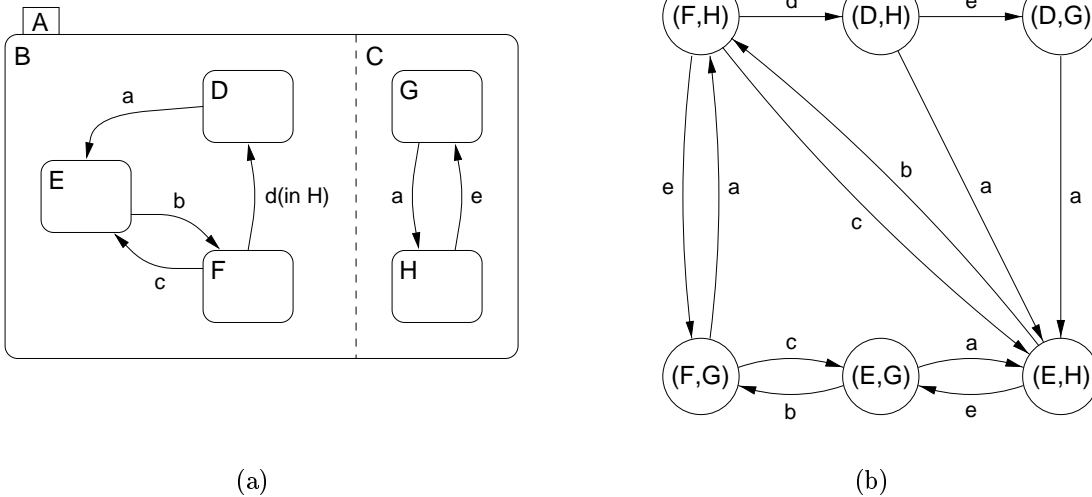 A
B
C
D
G
a
E
a
e
b
d(in H)
F
H
c
(a)
(F,H)
d
(D,H)
e
(D,G)
b
e
a
a
a
c
(F,G)
c
(E,G)
a
(E,H)
b
e
(b)